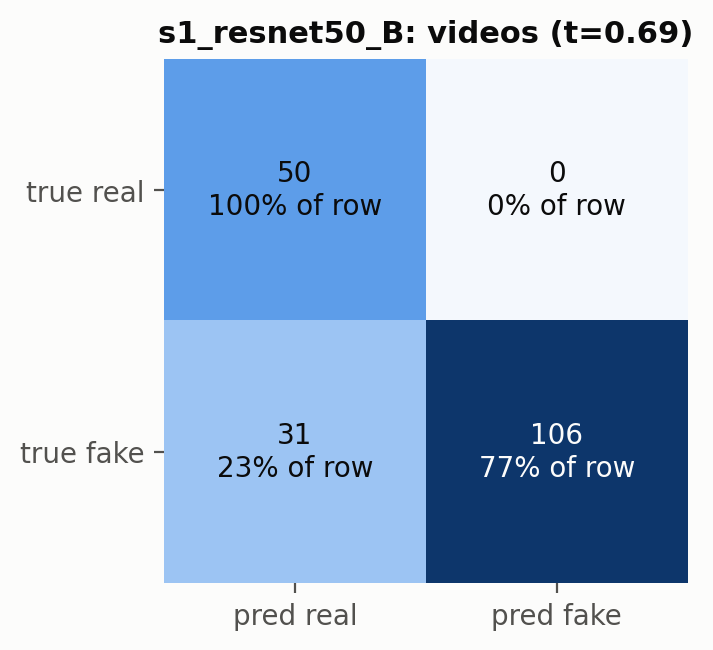 s1_resnet50_B: videos (t=0.69)
true real
50
100% of row
0
0% of row
true fake
31
23% of row
106
77% of row
pred real
pred fake